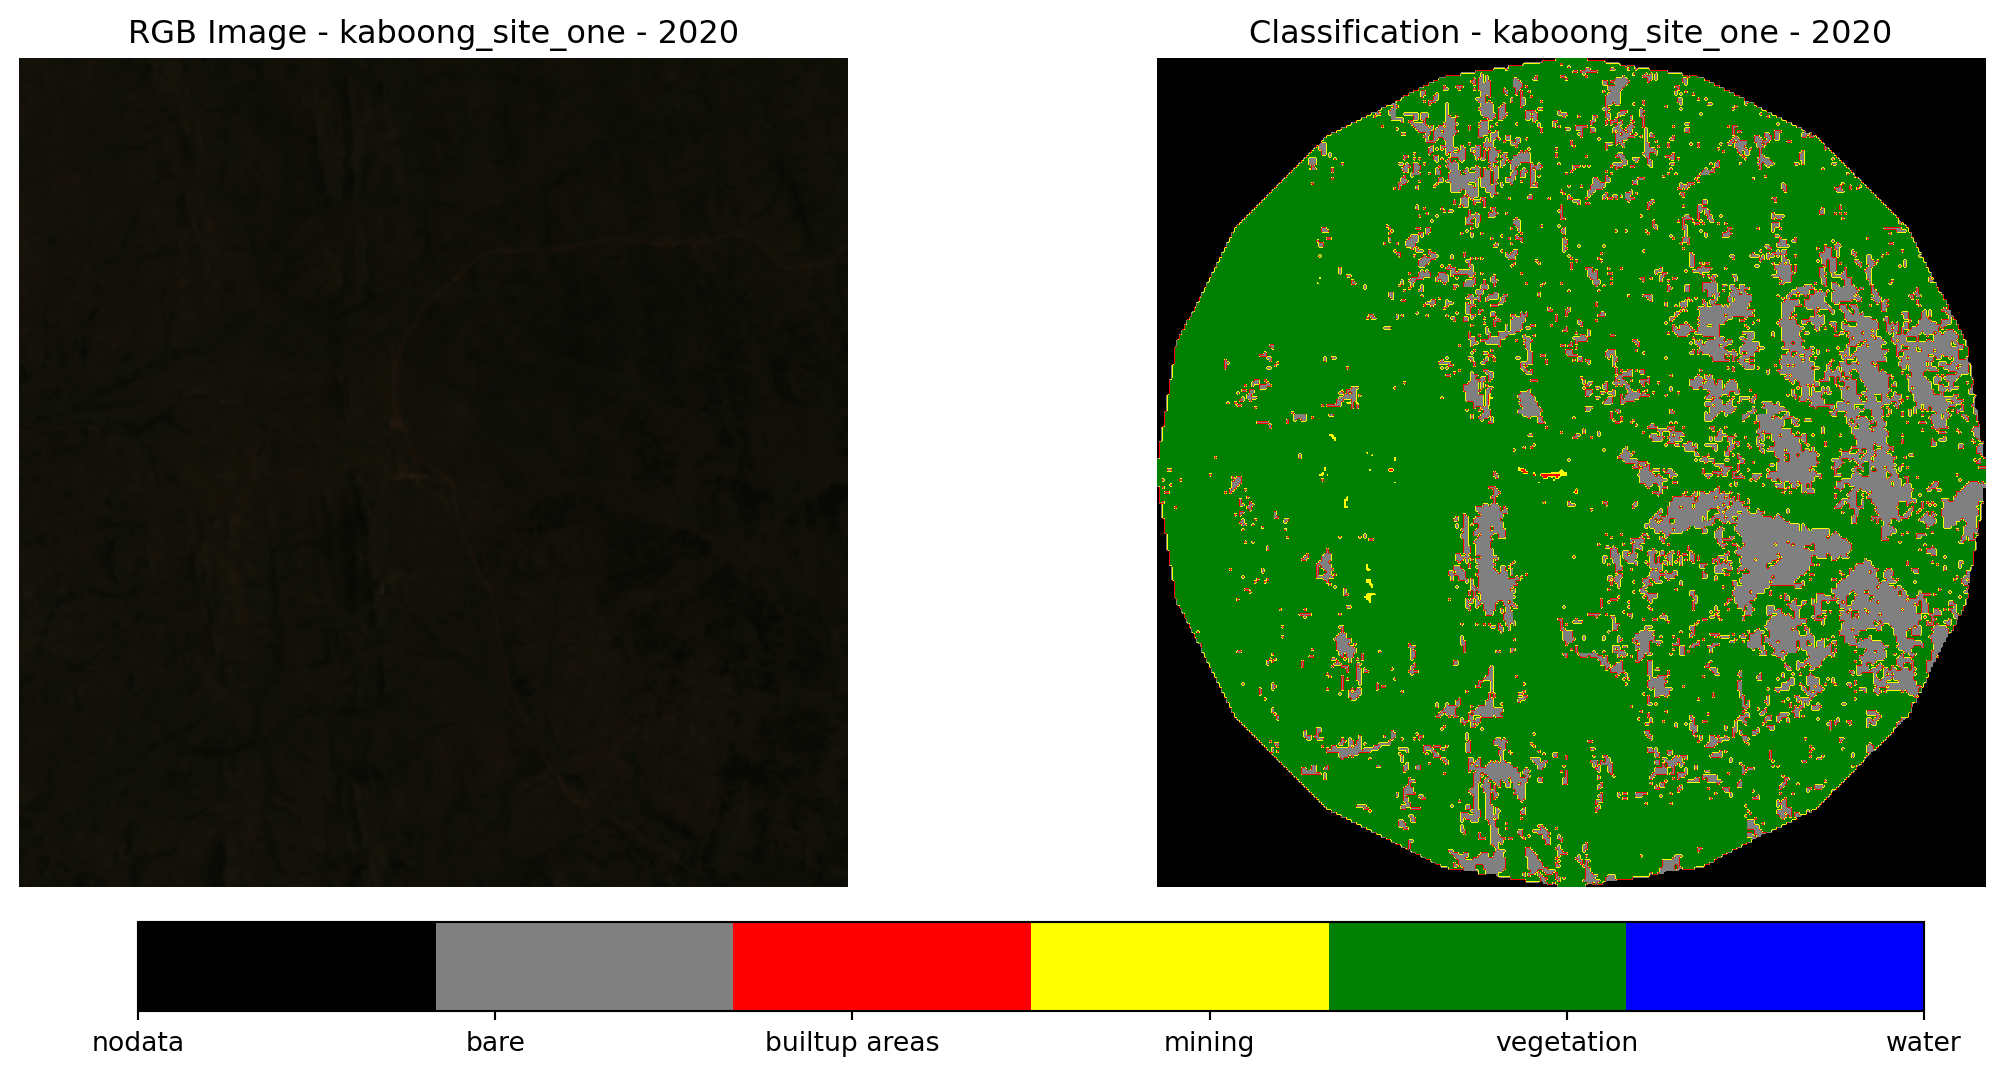 RGB Image - kaboong_site_one - 2020
Classification - kaboong_site_one - 2020
nodata
bare
builtup areas
mining
vegetation
water